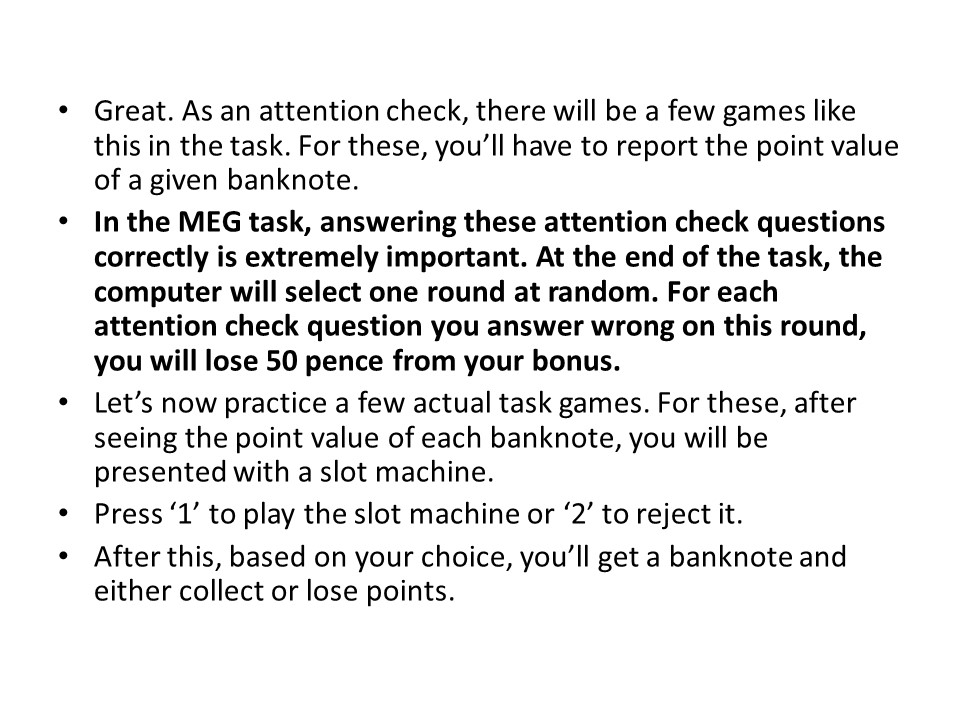 • Great. As an attention check, there will be a few games like
this in the task. For these, you’ll have to report the point value
of a given banknote.
• In the MEG task, answering these attention check questions
correctly is extremely important. At the end of the task, the
computer will select one round at random. For each
attention check question you answer wrong on this round,
you will lose 50 pence from your bonus.
• Let’s now practice a few actual task games. For these, after
seeing the point value of each banknote, you will be
presented with a slot machine.
• Press ‘1’ to play the slot machine or ‘2’ to reject it.
• After this, based on your choice, you’ll get a banknote and
either collect or lose points.